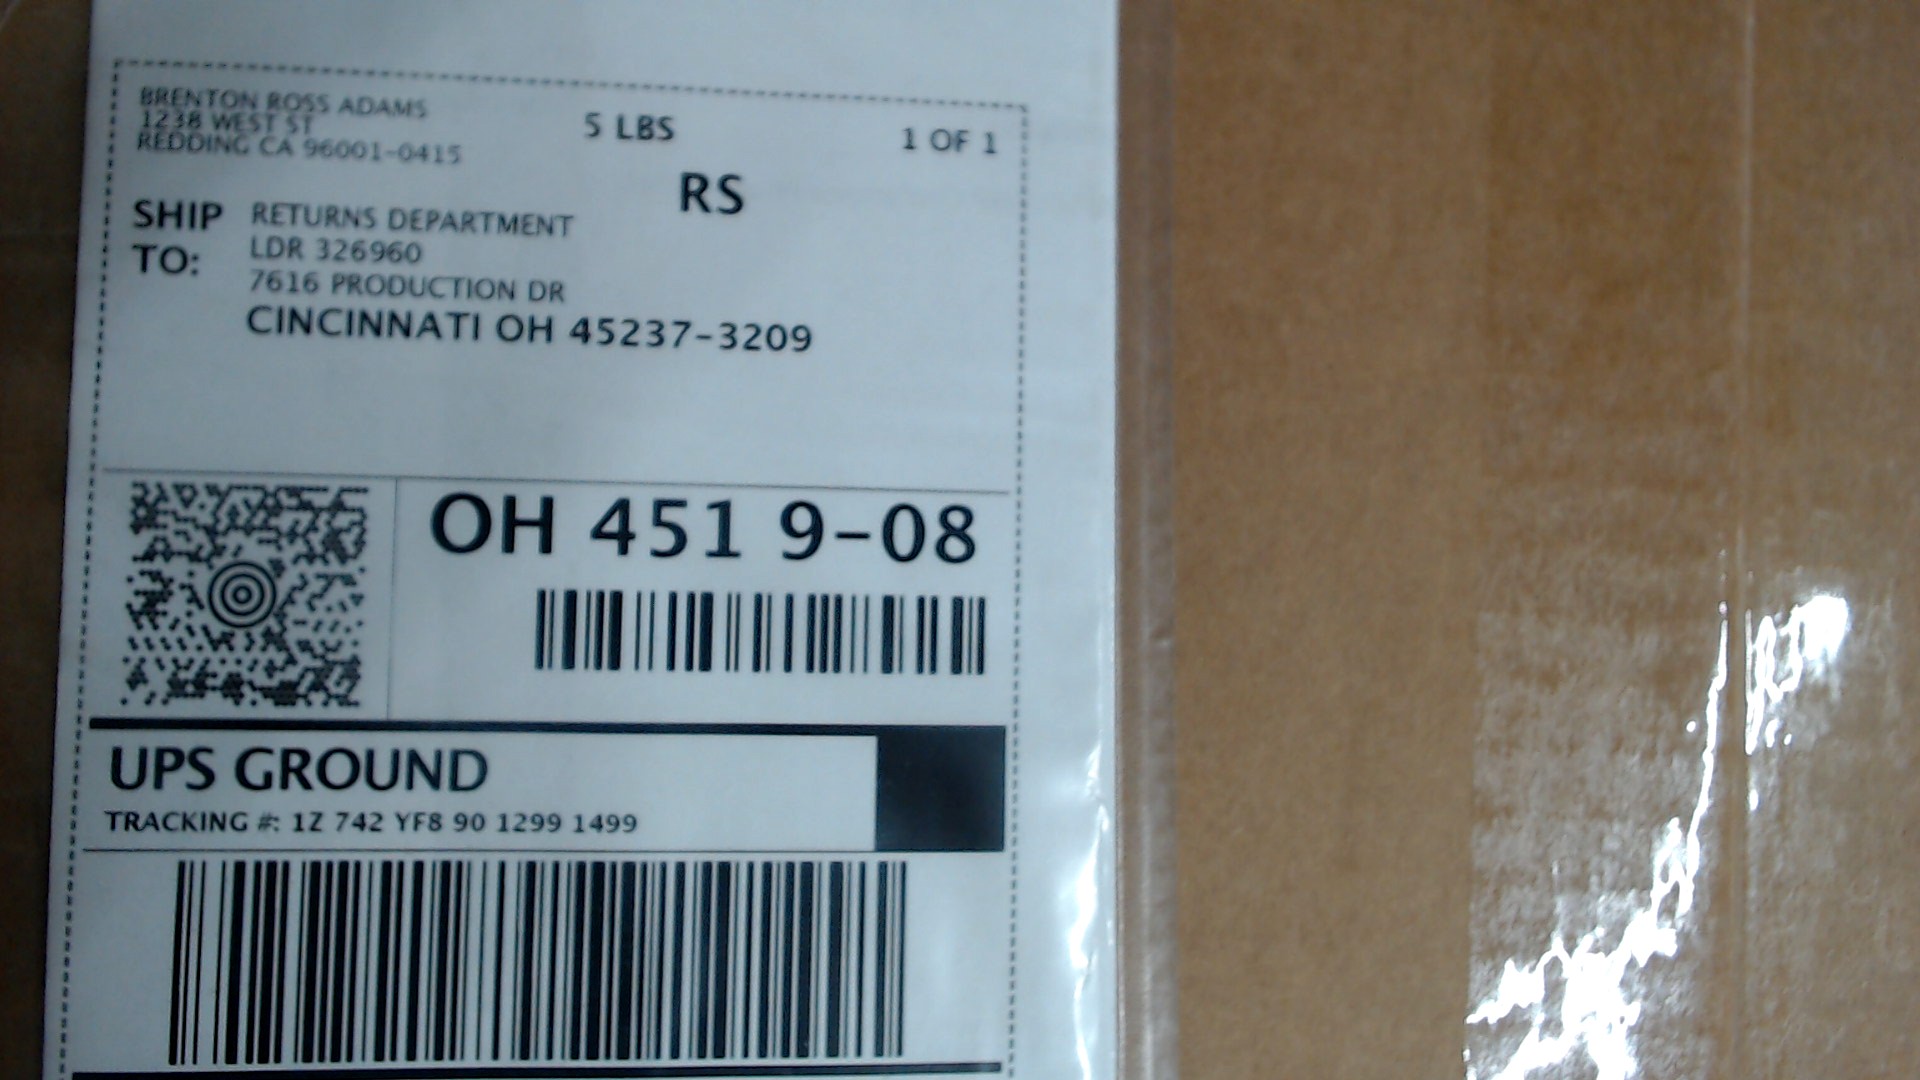 BRENTON ROSS ADAMS
1238 WEST ST
REDDING CA 96001-0415
5 LBS
1 OF 1
RS
SHIP TO:
RETURNS DEPARTMENT
LDR 326960
7616 PRODUCTION DR
CINCINNATI OH 45237-3209
OH 451 9-08
UPS GROUND
TRACKING #: 1Z 742 YF8 90 1299 1499